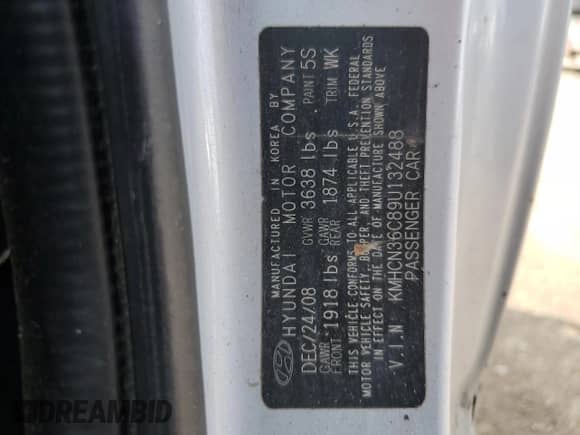 MANUFACTURED IN KOREA BY
HYUNDAI MOTOR COMPANY
DEC/24/08 GVWR 3638 lbs PAINT 5S
GAWR FRONT 1918 lbs GAWR REAR 1874 lbs TRIM WK
THIS VEHICLE CONFORMS TO ALL APPLICABLE U.S.A. FEDERAL
MOTOR VEHICLE SAFETY, BUMPER, AND THEFT PREVENTION STANDARDS
IN EFFECT ON THE DATE OF MANUFACTURE SHOWN ABOVE
V.I.N KMHCN36C89U132488
PASSENGER CAR
DREAMBID